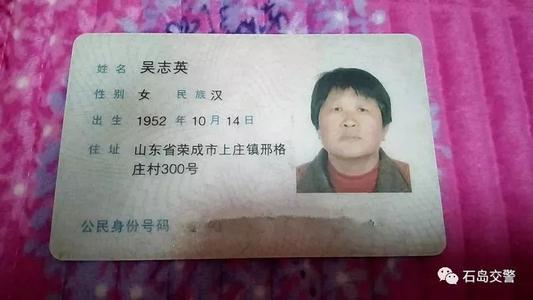 姓名 吴志英
性别 女 民族 汉
出生 1952 年 10 月 14 日
住址 山东省荣成市上庄镇邢格
庄村300号
公民身份号码
石岛交警